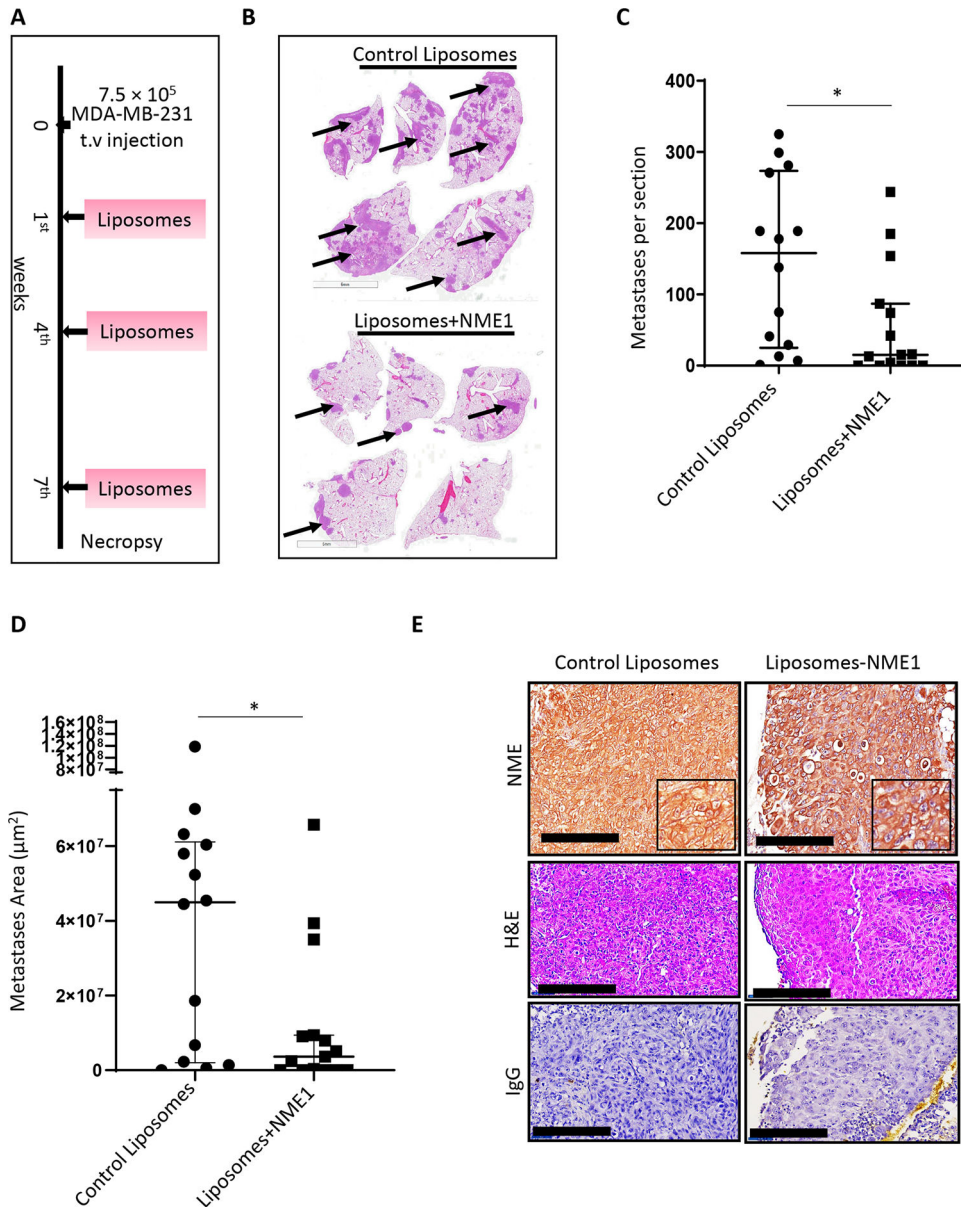 A
7.5 × 10⁵
MDA-MB-231
t.v injection
0
1ˢᵗ
Liposomes
weeks
4ᵗʰ
Liposomes
7ᵗʰ
Liposomes
Necropsy
B
Control Liposomes
Liposomes+NME1
C
Metastases per section
400
300
200
100
0
*
Control Liposomes
Liposomes+NME1
D
Metastases Area (µm²)
1.6×10⁸
1.4×10⁸
1.2×10⁸
1×10⁸
8×10⁷
6×10⁷
4×10⁷
2×10⁷
0
*
Control Liposomes
Liposomes+NME1
E
Control Liposomes
Liposomes-NME1
NME
H&E
IgG